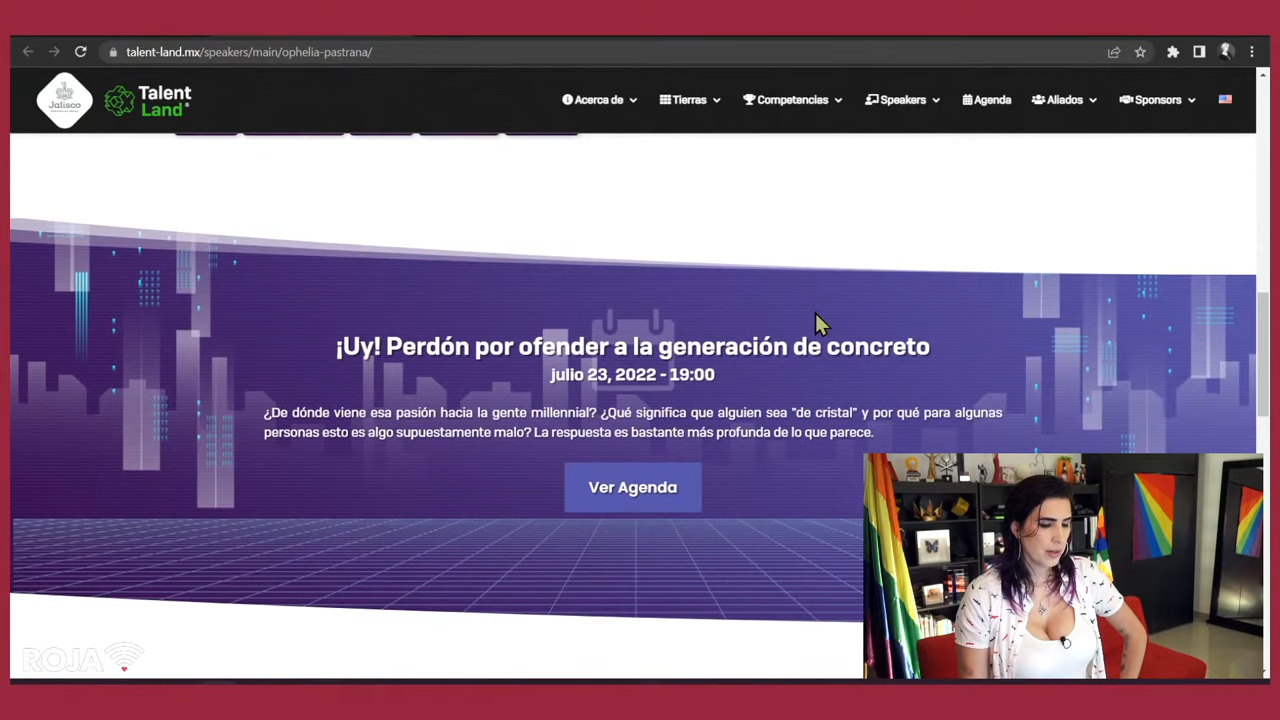 talent-land.mx/speakers/main/ophelia-pastrana/
Jalisco
Talent
Land®
Acerca de
Tierras
Competencias
Speakers
Agenda
Aliados
Sponsors
¡Uy! Perdón por ofender a la generación de concreto
julio 23, 2022 - 19:00
¿De dónde viene esa pasión hacia la gente millennial? ¿Qué significa que alguien sea "de cristal" y por qué para algunas
personas esto es algo supuestamente malo? La respuesta es bastante más profunda de lo que parece.
Ver Agenda
ROJA